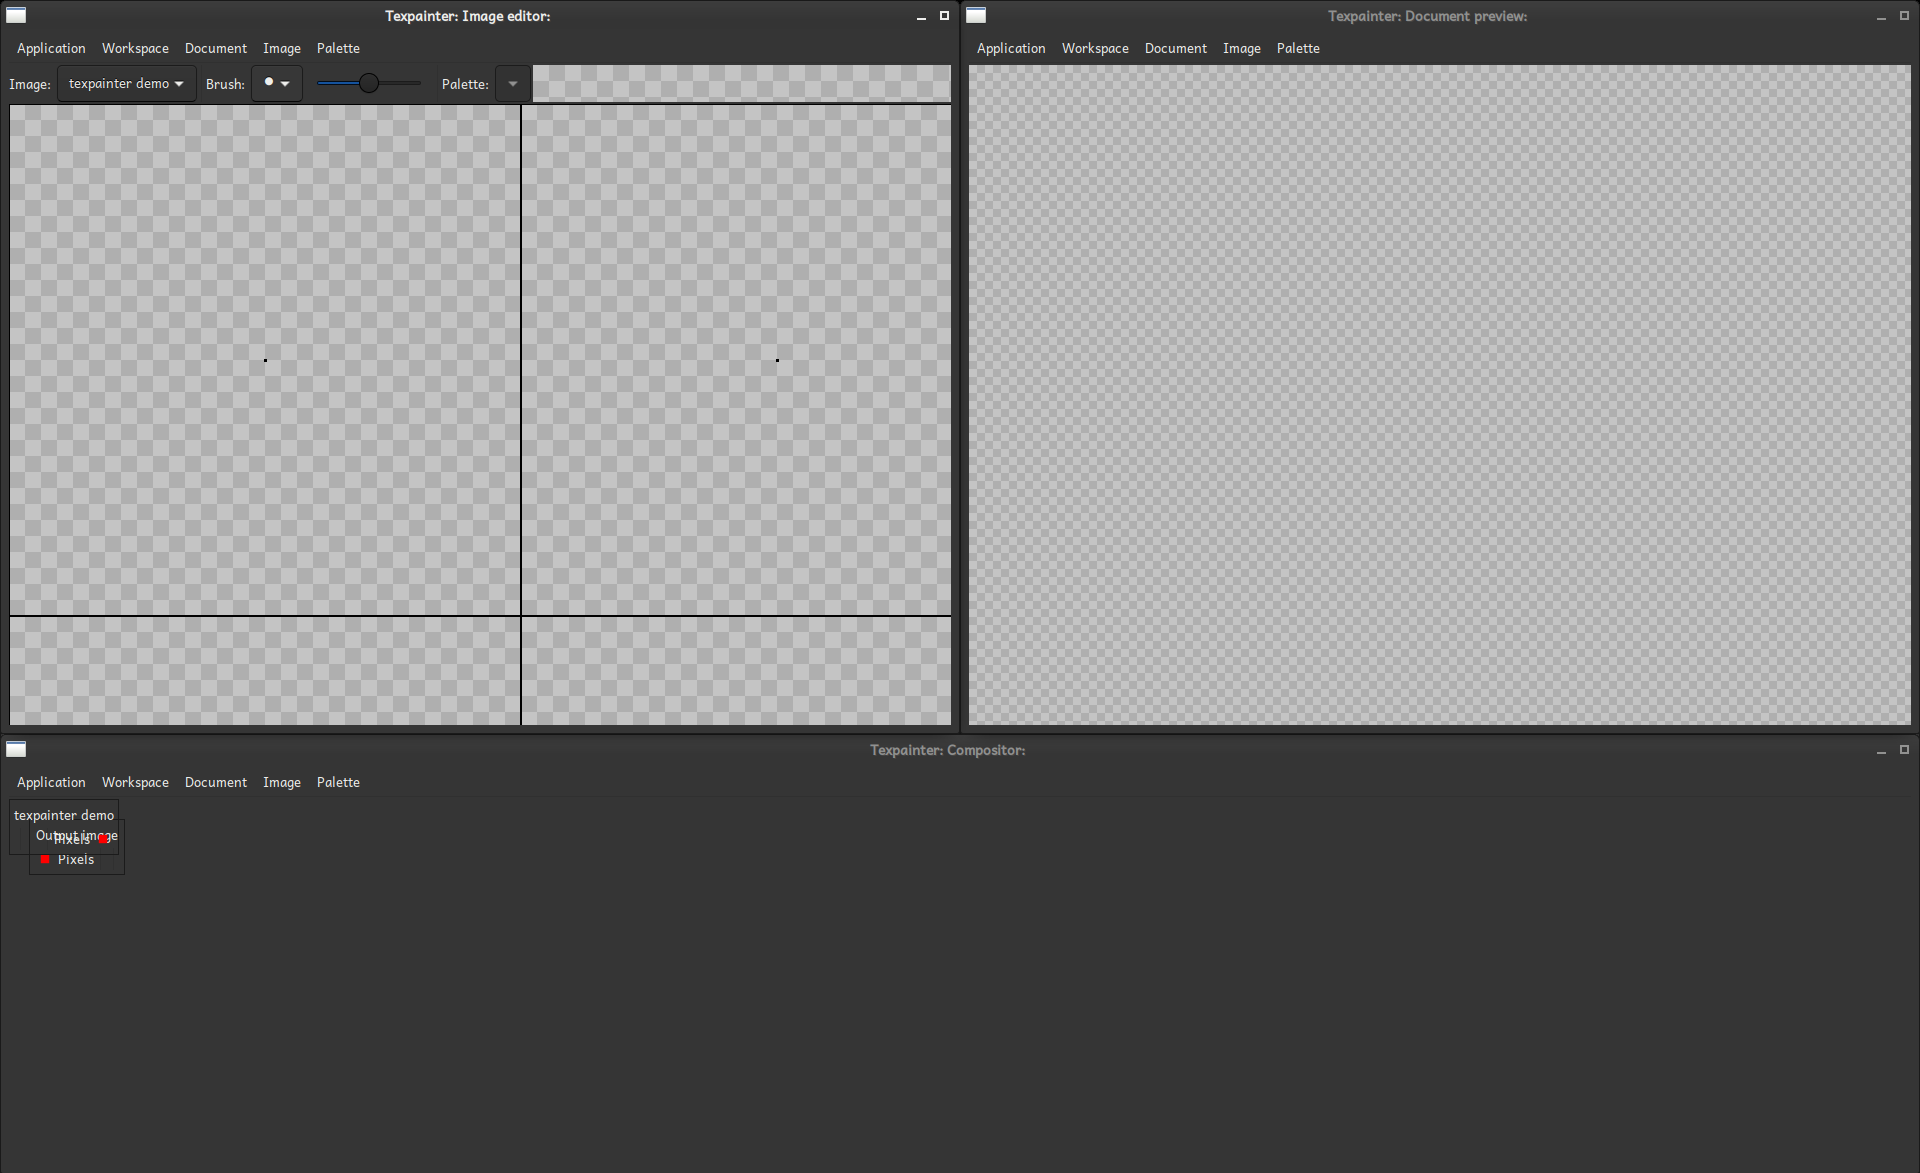 Texpainter: Image editor:
Application Workspace Document Image Palette
Image: texpainter demo Brush: Palette:
Texpainter: Document preview:
Application Workspace Document Image Palette
Texpainter: Compositor:
Application Workspace Document Image Palette
texpainter demo
Output image
Pixels
Pixels